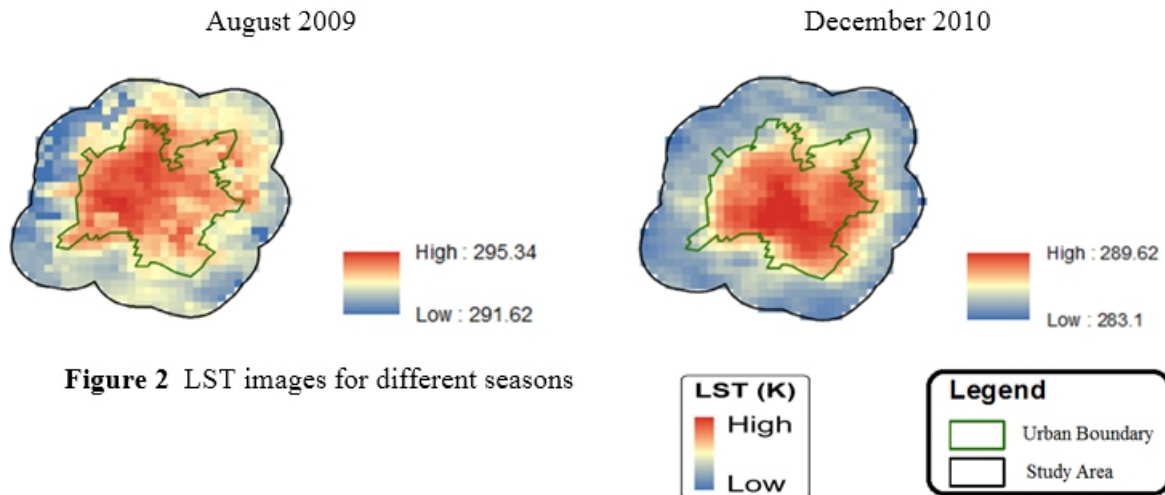 August 2009
December 2010
High : 295.34
Low : 291.62
High : 289.62
Low : 283.1
Figure 2 LST images for different seasons
LST (K)
High
Low
Legend
Urban Boundary
Study Area